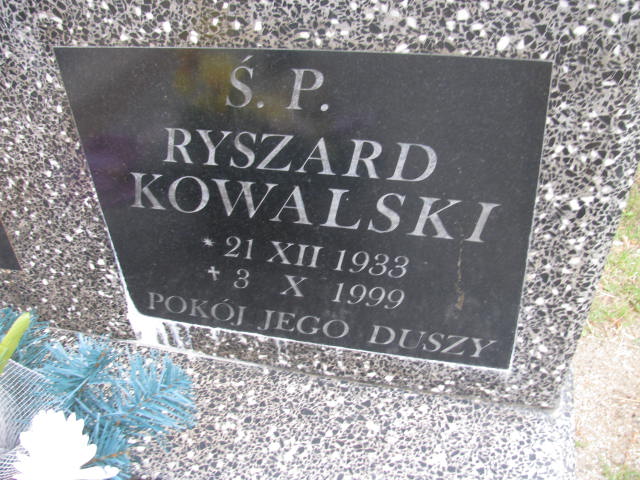 Ś. P.
RYSZARD
KOWALSKI
* 21 XII 1933
✝ 3 X 1999
POKÓJ JEGO DUSZY